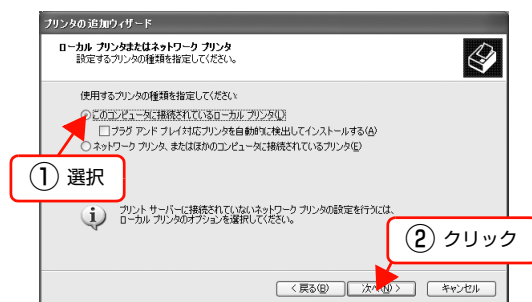 プリンタの追加ウィザード
ローカル プリンタまたはネットワーク プリンタ
設定するプリンタの種類を指定してください。
使用するプリンタの種類を指定してください:
このコンピュータに接続されているローカル プリンタ(L)
プラグ アンド プレイ対応プリンタを自動的に検出してインストールする(A)
ネットワーク プリンタ、またはほかのコンピュータに接続されているプリンタ(E)
① 選択
プリント サーバーに接続されていないネットワーク プリンタの設定を行うには、
ローカル プリンタのオプションを選択してください。
② クリック
< 戻る(B)
次へ(N) >
キャンセル